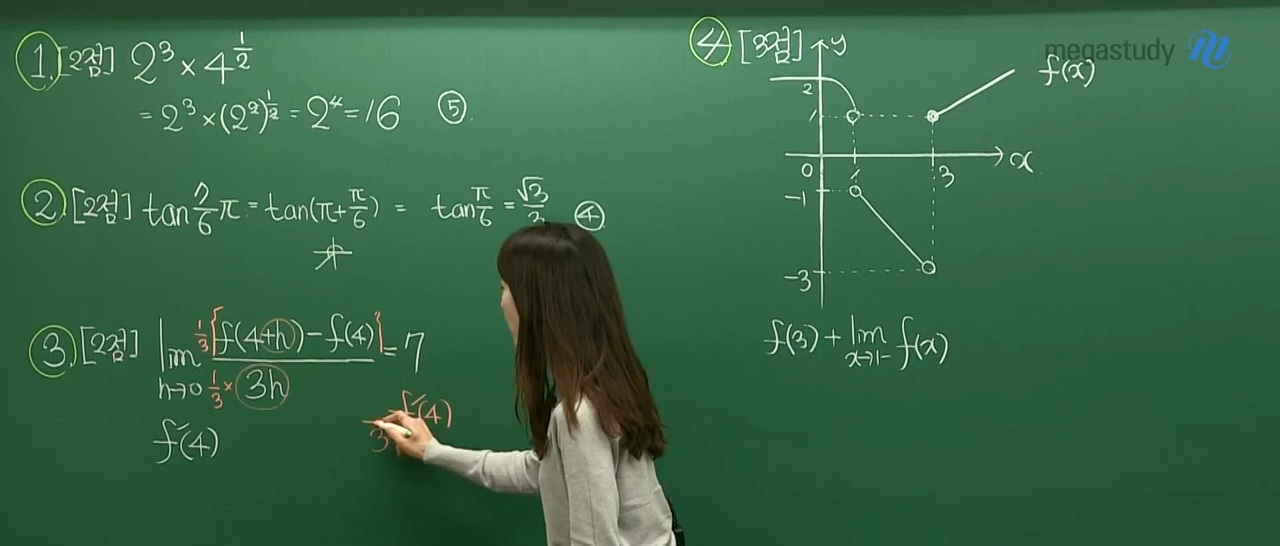 1. [2점] 2³ × 4^{1/2}
= 2³ × (2²)^{1/2} = 2⁴ = 16 ⑤
2. [2점] tan 7/6 π = tan(π + π/6) = tan π/6 = √3/3 ④
3. [2점] lim h→0 1/3 {f(4+h) − f(4)} / 1/3 × 3h = 7
f′(4)
1/3 f′(4)
4. [3점]
megastudy
y
f(x)
2
1
0
1
3
x
-1
-3
f(3) + lim x→1- f(x)